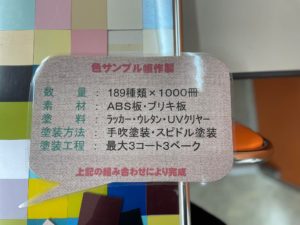 色サンプル帳作製
数 量 : 189種類×1000冊
素 材 : ABS板・ブリキ板
塗 料 : ラッカー・ウレタン・UVクリヤー
塗装方法 : 手吹塗装・スピドル塗装
塗装工程 : 最大3コート3ベーク
上記の組み合わせにより完成